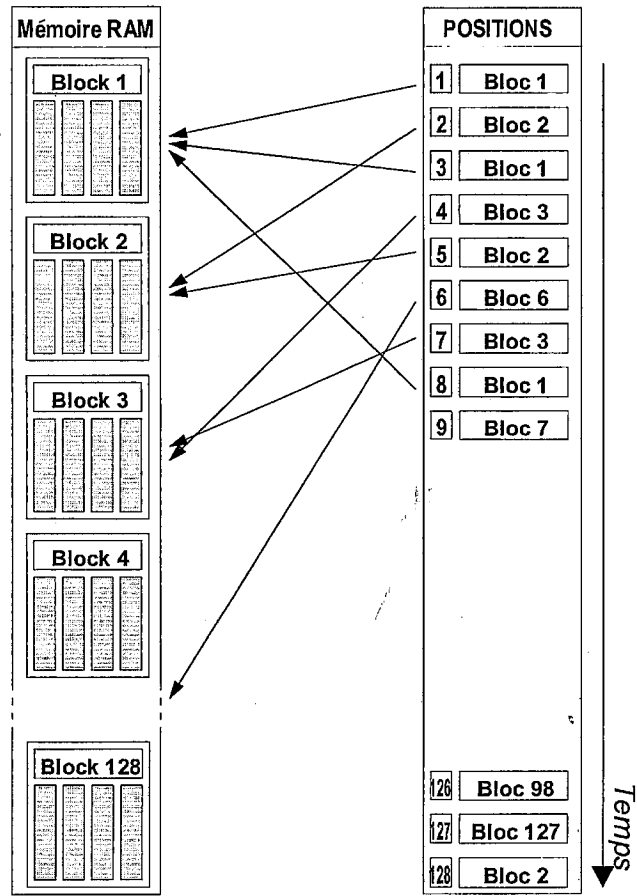 Mémoire RAM
Block 1
Block 2
Block 3
Block 4
Block 128
POSITIONS
1 Bloc 1
2 Bloc 2
3 Bloc 1
4 Bloc 3
5 Bloc 2
6 Bloc 6
7 Bloc 3
8 Bloc 1
9 Bloc 7
126 Bloc 98
127 Bloc 127
128 Bloc 2
Temps